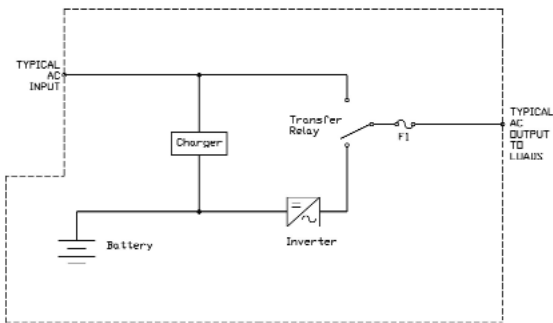 TYPICAL
AC
INPUT
Transfer
Relay
F1
TYPICAL
AC
OUTPUT
TO
LOADS
Charger
Battery
Inverter